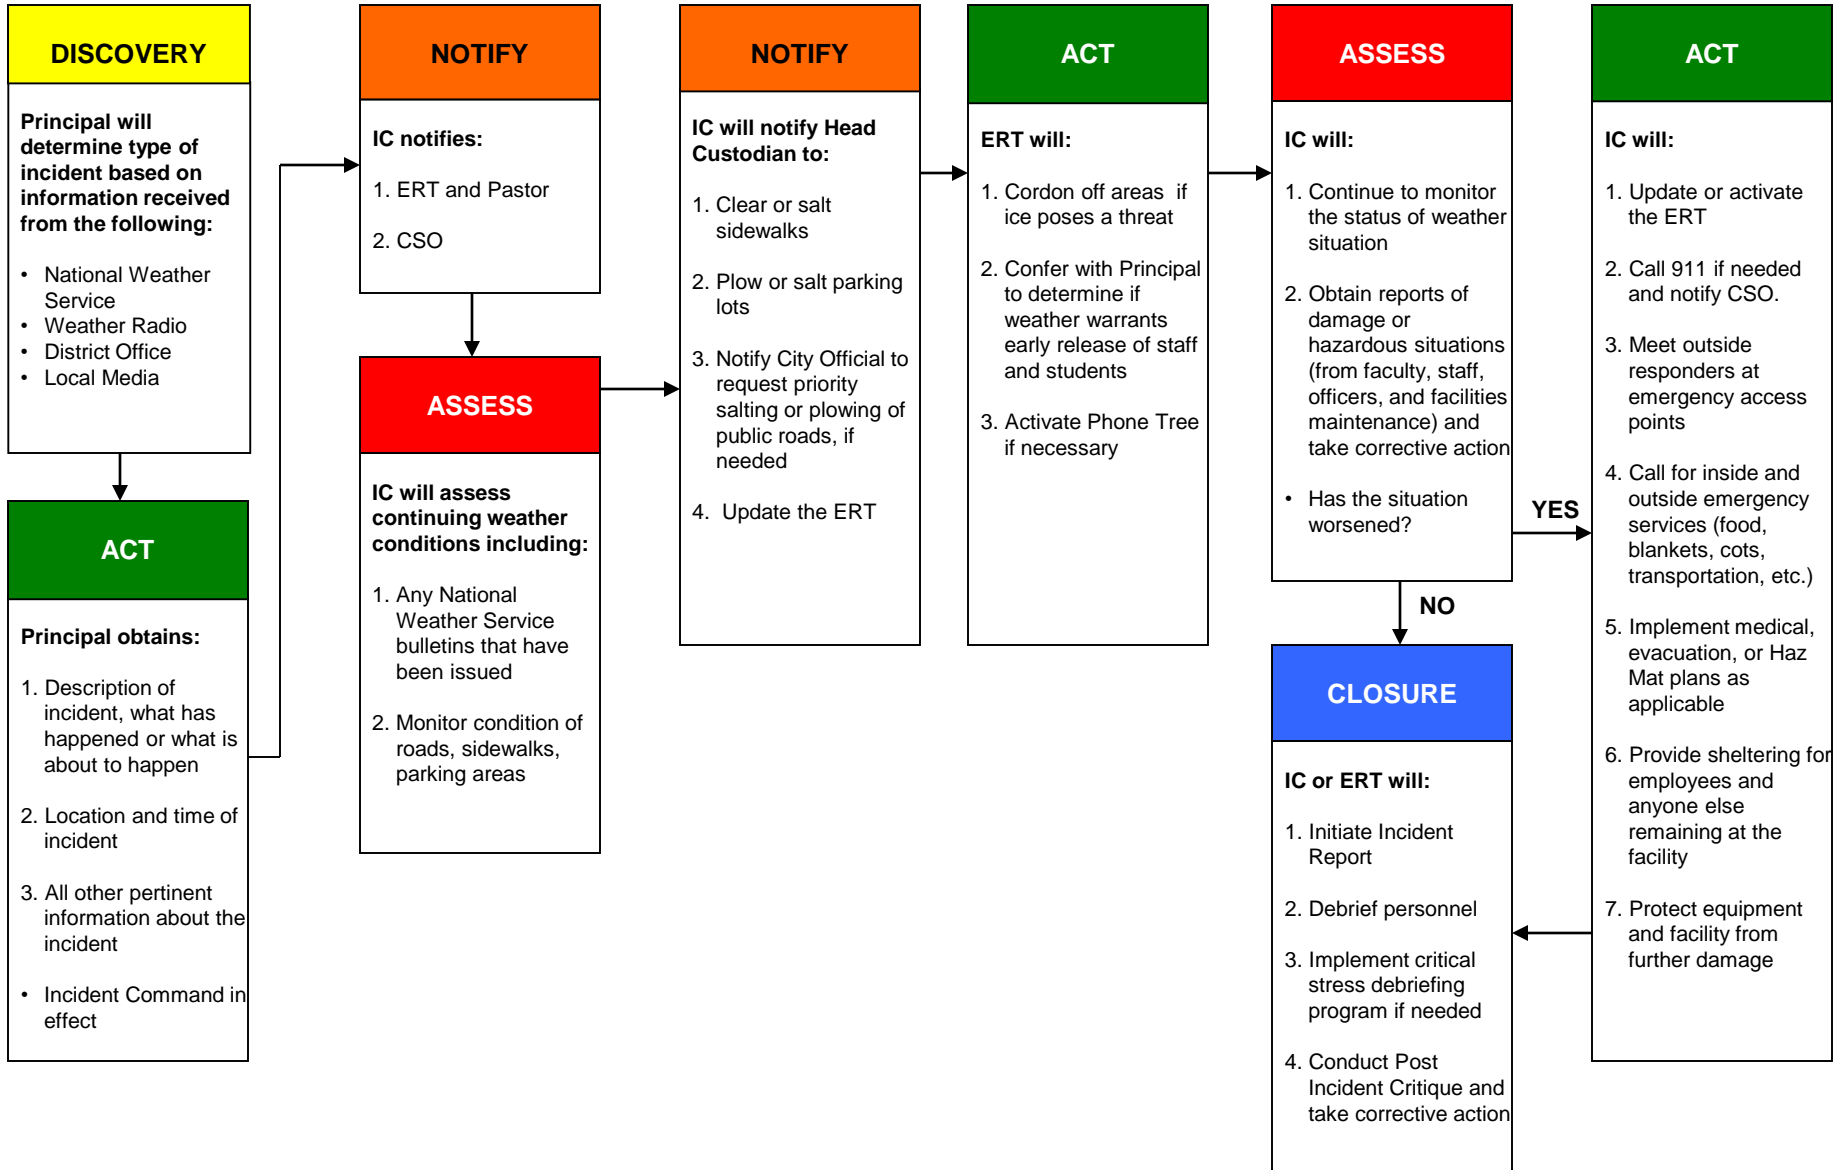 DISCOVERY
Principal will
determine type of
incident based on
information received
from the following:
• National Weather
Service
• Weather Radio
• District Office
• Local Media
ACT
Principal obtains:
1. Description of
incident, what has
happened or what is
about to happen
2. Location and time of
incident
3. All other pertinent
information about the
incident
• Incident Command in
effect
NOTIFY
IC notifies:
1. ERT and Pastor
2. CSO
ASSESS
IC will assess
continuing weather
conditions including:
1. Any National
Weather Service
bulletins that have
been issued
2. Monitor condition of
roads, sidewalks,
parking areas
NOTIFY
IC will notify Head
Custodian to:
1. Clear or salt
sidewalks
2. Plow or salt parking
lots
3. Notify City Official to
request priority
salting or plowing of
public roads, if
needed
4. Update the ERT
ACT
ERT will:
1. Cordon off areas if
ice poses a threat
2. Confer with Principal
to determine if
weather warrants
early release of staff
and students
3. Activate Phone Tree
if necessary
ASSESS
IC will:
1. Continue to monitor
the status of weather
situation
2. Obtain reports of
damage or
hazardous situations
(from faculty, staff,
officers, and facilities
maintenance) and
take corrective action
• Has the situation
worsened?
YES
NO
CLOSURE
IC or ERT will:
1. Initiate Incident
Report
2. Debrief personnel
3. Implement critical
stress debriefing
program if needed
4. Conduct Post
Incident Critique and
take corrective action
ACT
IC will:
1. Update or activate
the ERT
2. Call 911 if needed
and notify CSO.
3. Meet outside
responders at
emergency access
points
4. Call for inside and
outside emergency
services (food,
blankets, cots,
transportation, etc.)
5. Implement medical,
evacuation, or Haz
Mat plans as
applicable
6. Provide sheltering for
employees and
anyone else
remaining at the
facility
7. Protect equipment
and facility from
further damage